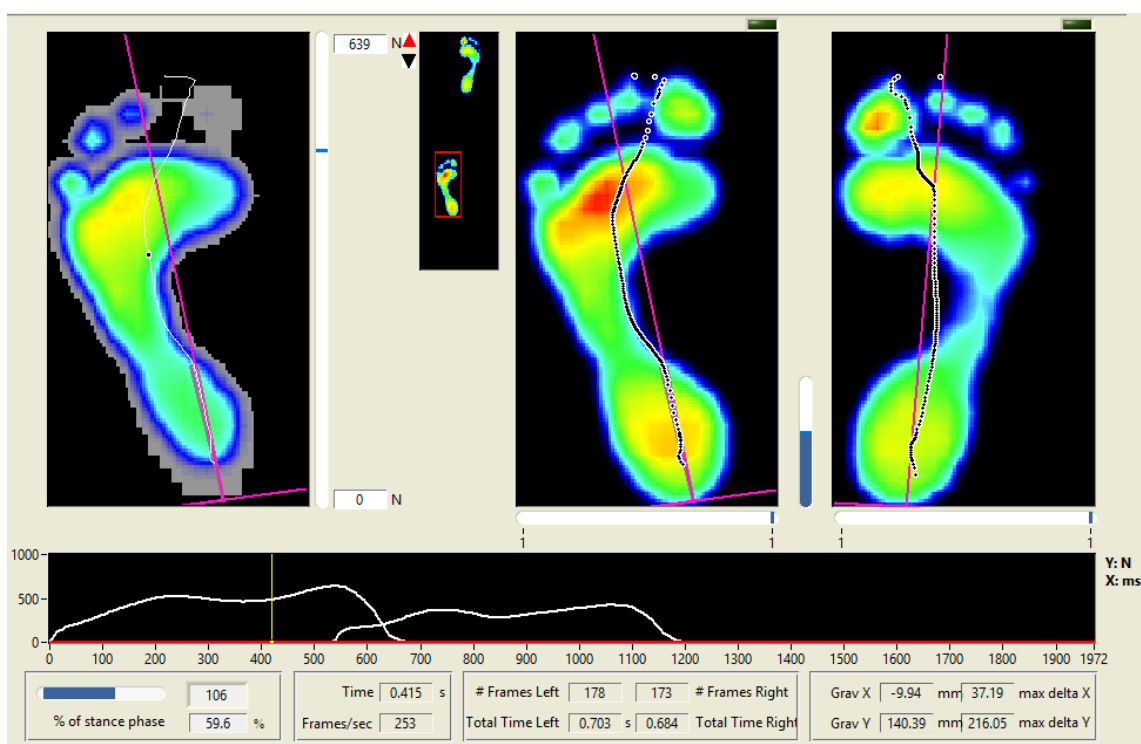 639 N
0 N
1 1 1 1
1000
500
0
Y: N
X: ms
0 100 200 300 400 500 600 700 800 900 1000 1100 1200 1300 1400 1500 1600 1700 1800 1900 1972
106
% of stance phase 59.6 %
Time 0.415 s
Frames/sec 253
# Frames Left 178 173 # Frames Right
Total Time Left 0.703 s 0.684 Total Time Right
Grav X -9.94 mm 37.19 max delta X
Grav Y 140.39 mm 216.05 max delta Y